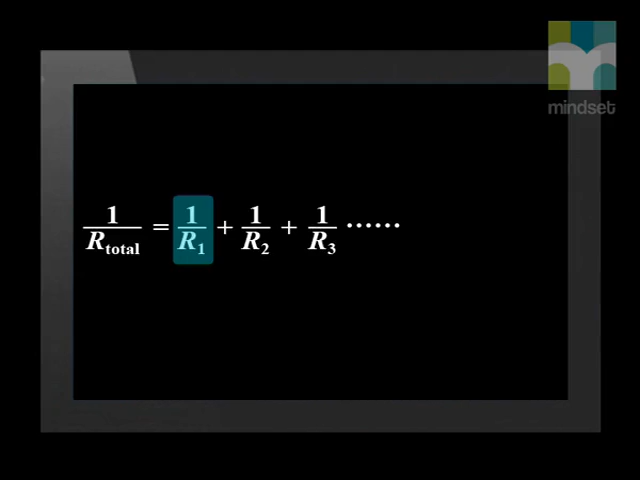 mindset
1/R_total = 1/R_1 + 1/R_2 + 1/R_3 ······